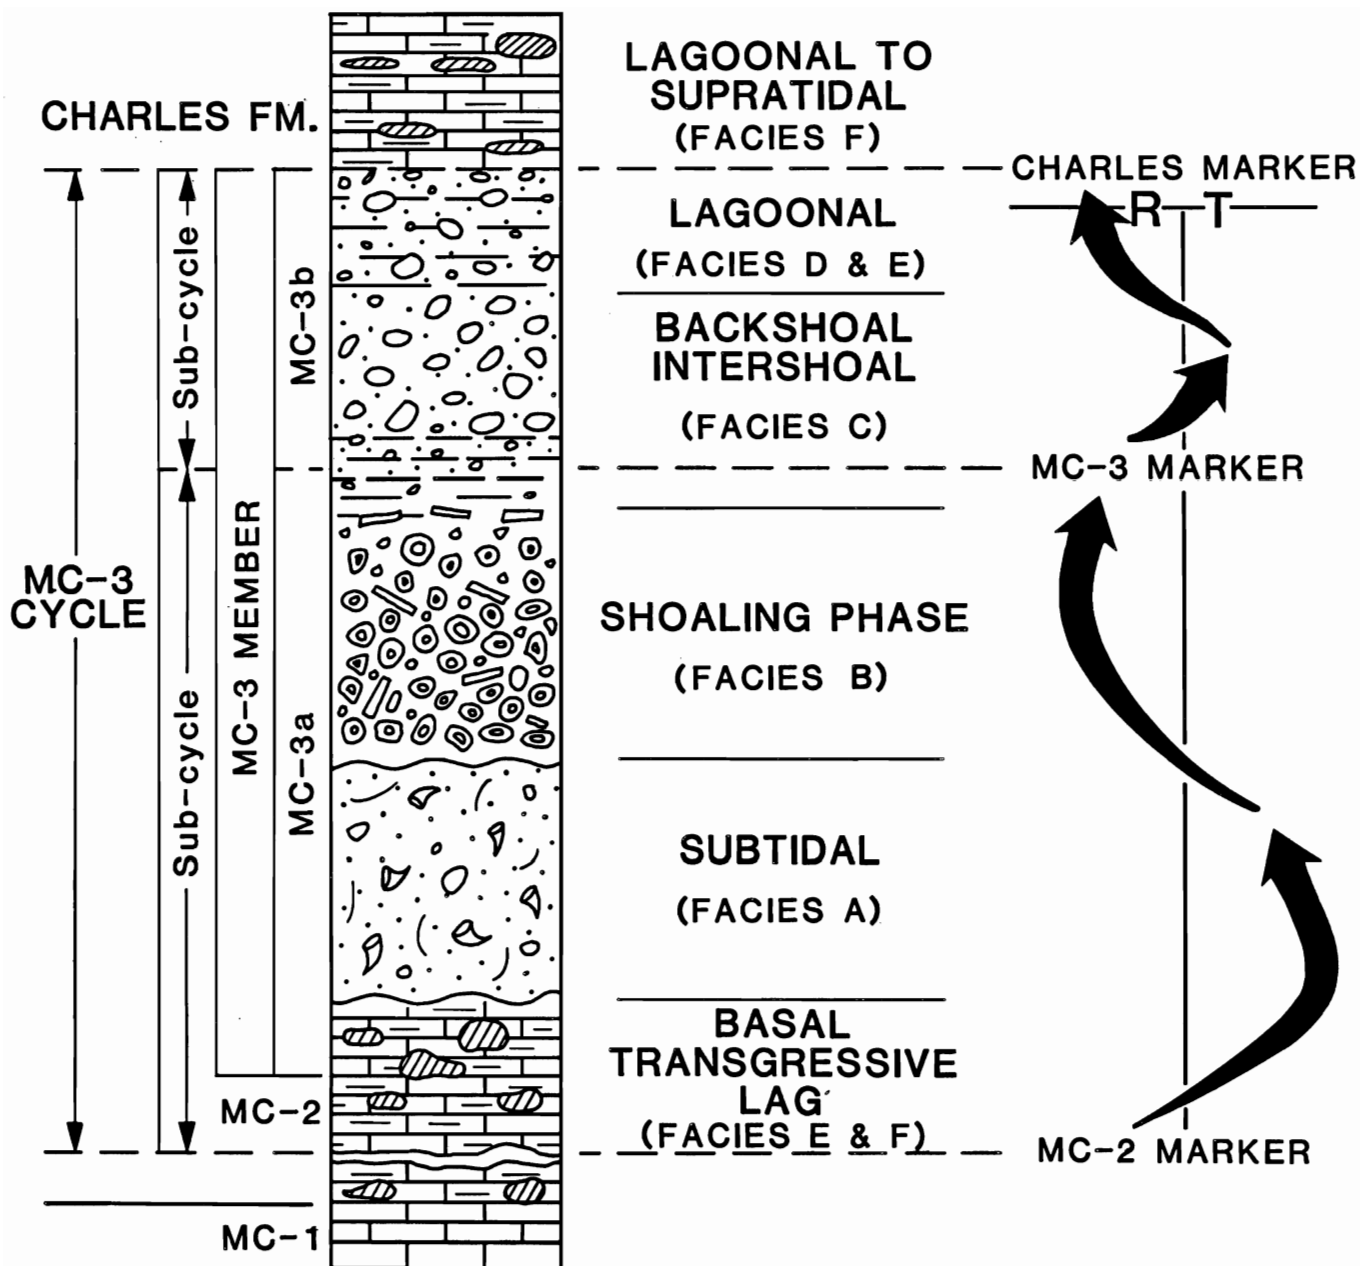 LAGOONAL TO
SUPRATIDAL
(FACIES F)
CHARLES FM.
CHARLES MARKER
R T
LAGOONAL
(FACIES D & E)
BACKSHOAL
INTERSHOAL
(FACIES C)
MC-3 MARKER
Sub-cycle
MC-3b
MC-3
CYCLE
MC-3 MEMBER
Sub-cycle
MC-3a
SHOALING PHASE
(FACIES B)
SUBTIDAL
(FACIES A)
BASAL
TRANSGRESSIVE
LAG
(FACIES E & F)
MC-2
MC-2 MARKER
MC-1